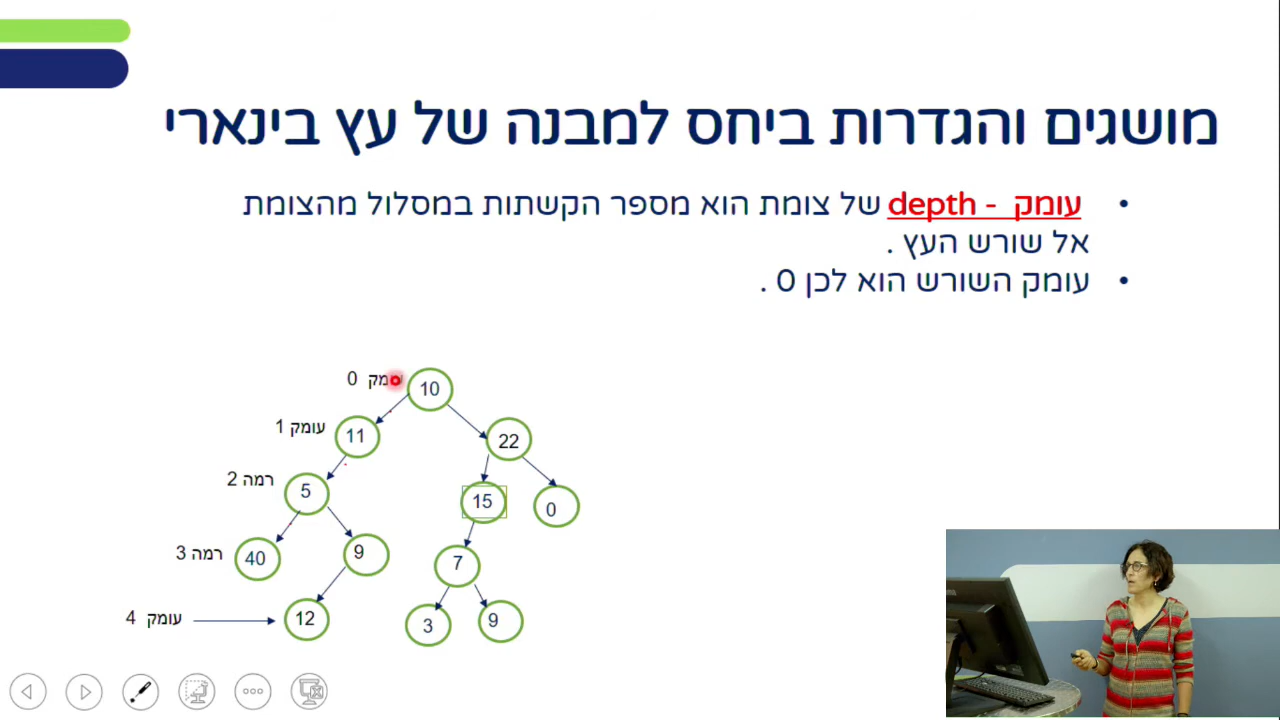 מושגים והגדרות ביחס למבנה של עץ בינארי
• עומק - depth של צומת הוא מספר הקשתות במסלול מהצומת
אל שורש העץ .
• עומק השורש הוא לכן 0 .
עומק 0
10
עומק 1
11
22
רמה 2
5
15
0
רמה 3
40
9
7
עומק 4
12
3
9